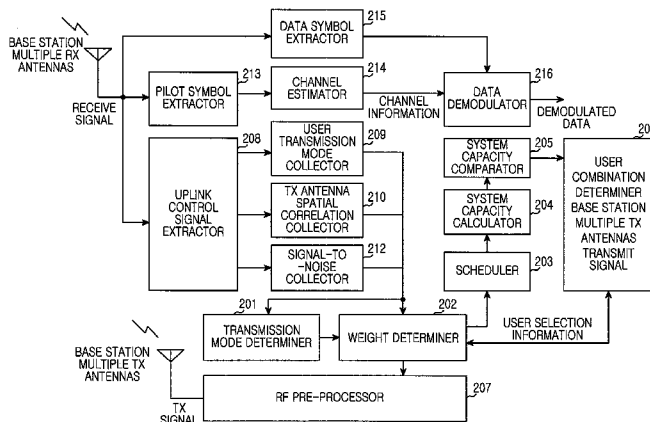 215
DATA SYMBOL
EXTRACTOR
BASE STATION
MULTIPLE RX
ANTENNAS
RECEIVE
SIGNAL
213
PILOT SYMBOL
EXTRACTOR
214
CHANNEL
ESTIMATOR
CHANNEL
INFORMATION
216
DATA
DEMODULATOR
DEMODULATED
DATA
208
UPLINK
CONTROL
SIGNAL
EXTRACTOR
209
USER
TRANSMISSION
MODE
COLLECTOR
210
TX ANTENNA
SPATIAL
CORRELATION
COLLECTOR
212
SIGNAL-TO
-NOISE
COLLECTOR
205
SYSTEM
CAPACITY
COMPARATOR
204
SYSTEM
CAPACITY
CALCULATOR
203
SCHEDULER
USER
COMBINATION
DETERMINER
BASE STATION
MULTIPLE TX
ANTENNAS
TRANSMIT
SIGNAL
201
TRANSMISSION
MODE DETERMINER
202
WEIGHT DETERMINER
USER SELECTION
INFORMATION
BASE STATION
MULTIPLE TX
ANTENNAS
TX
SIGNAL
207
RF PRE-PROCESSOR